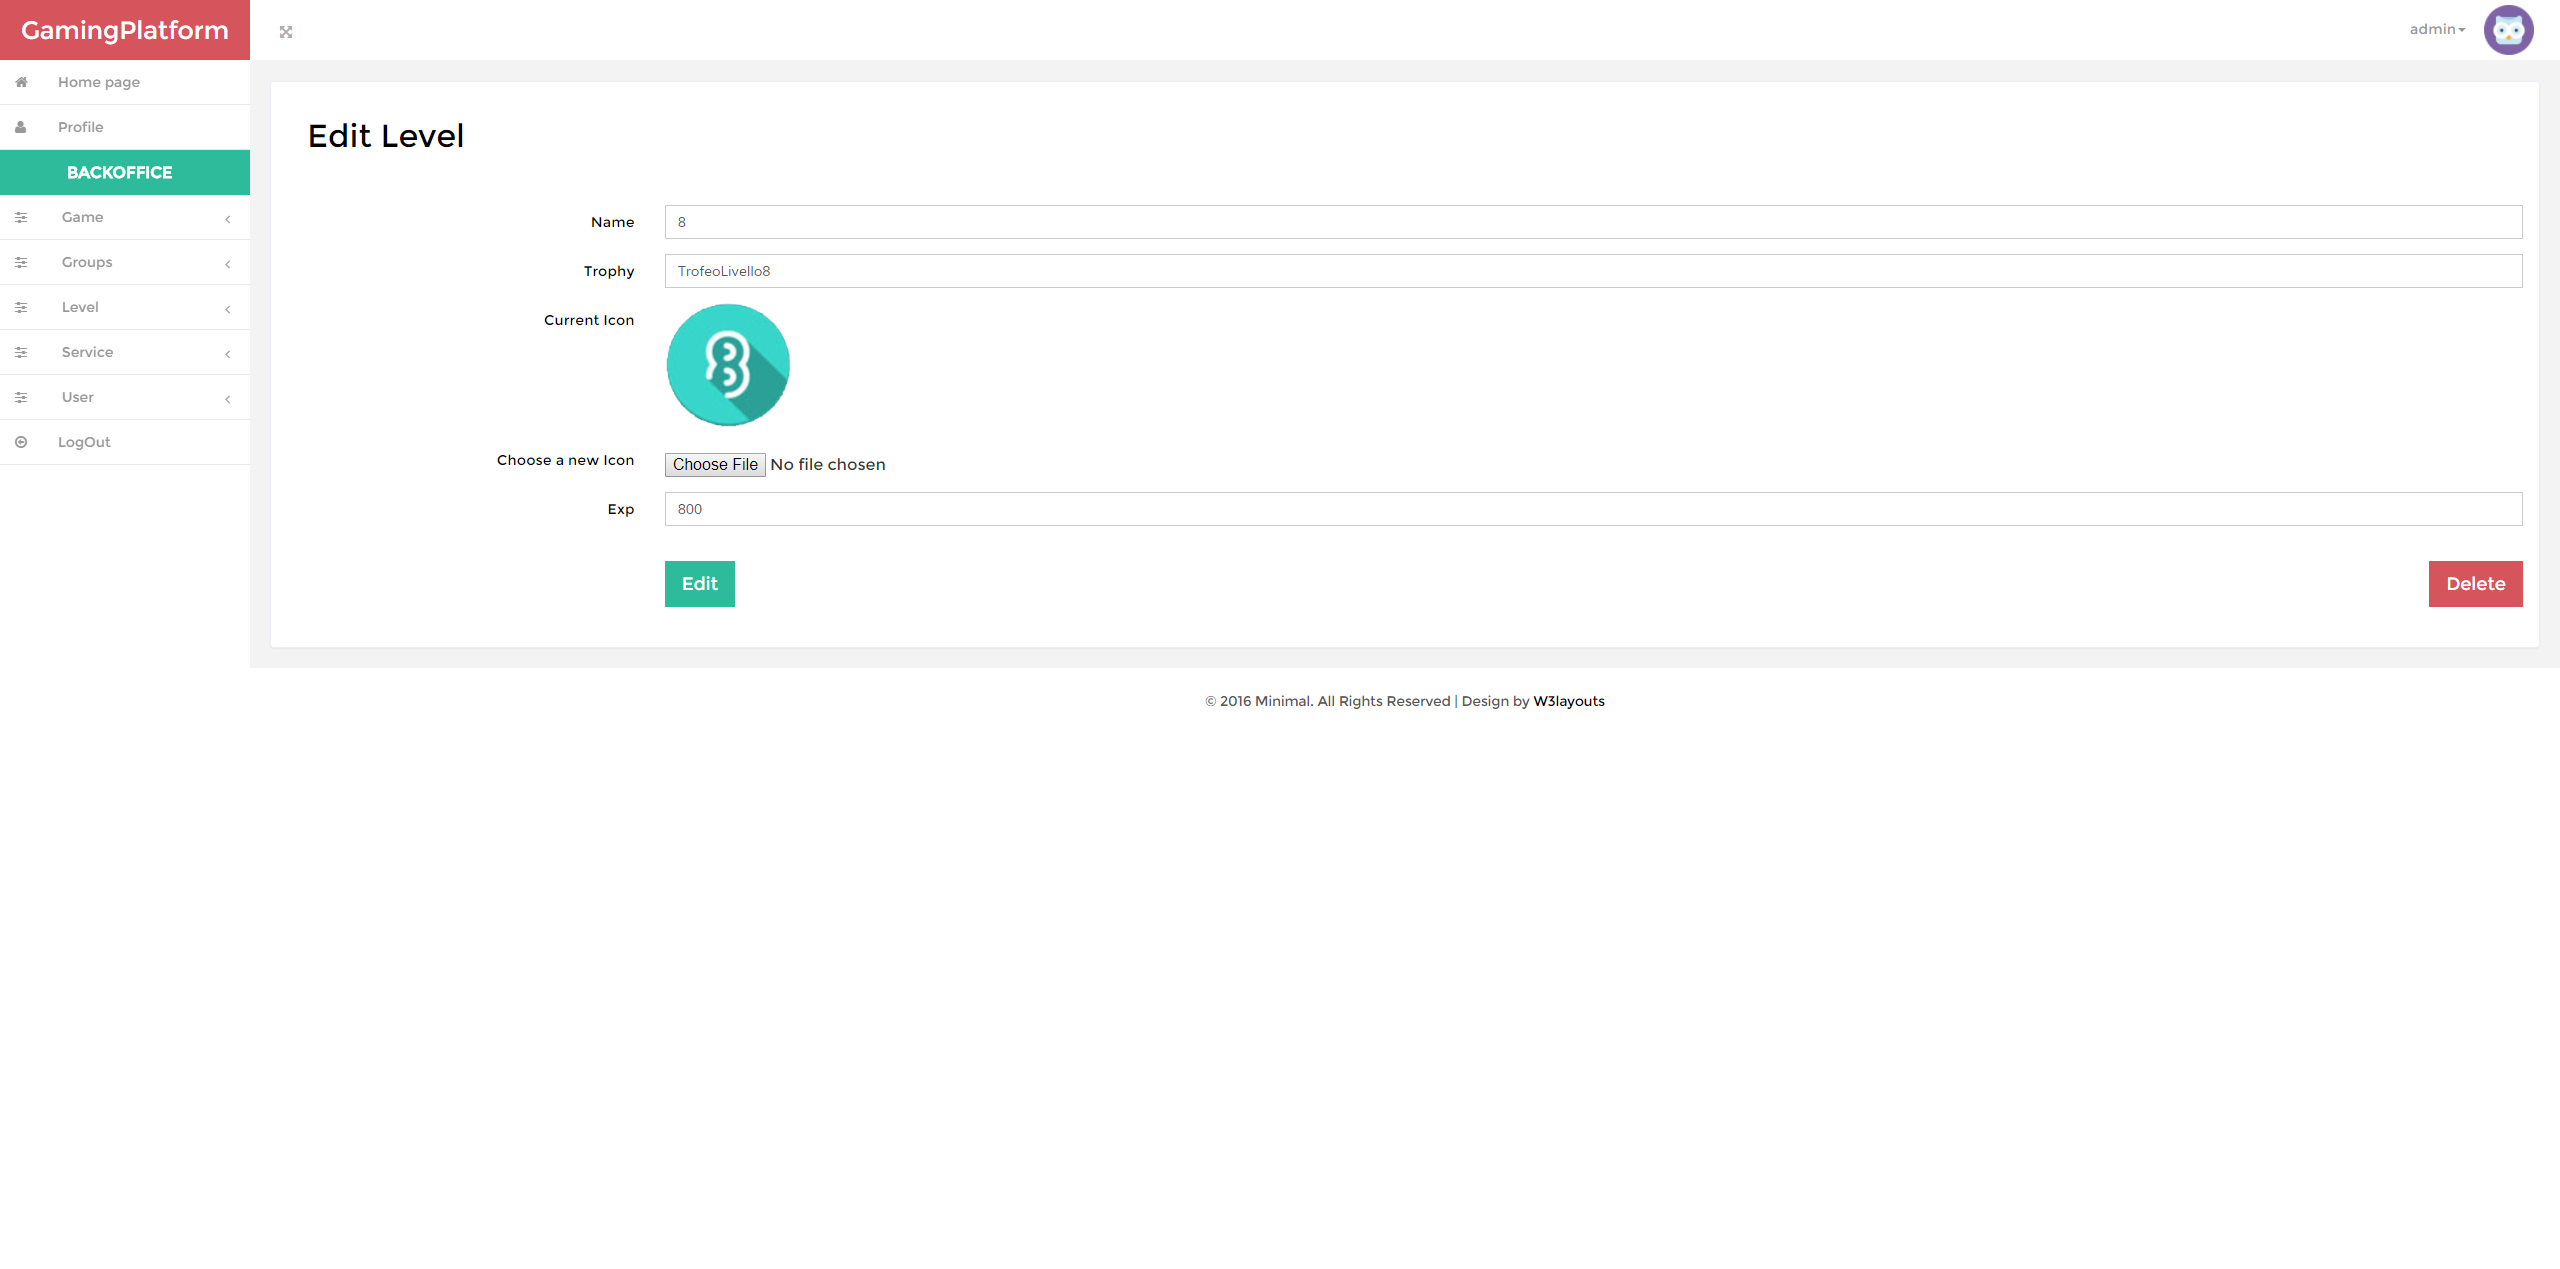 GamingPlatform
admin
Home page
Profile
BACKOFFICE
Game
Groups
Level
Service
User
LogOut
Edit Level
Name
8
Trophy
TrofeoLivello8
Current Icon
Choose a new Icon
Choose File No file chosen
Exp
800
Edit
Delete
© 2016 Minimal. All Rights Reserved | Design by W3layouts